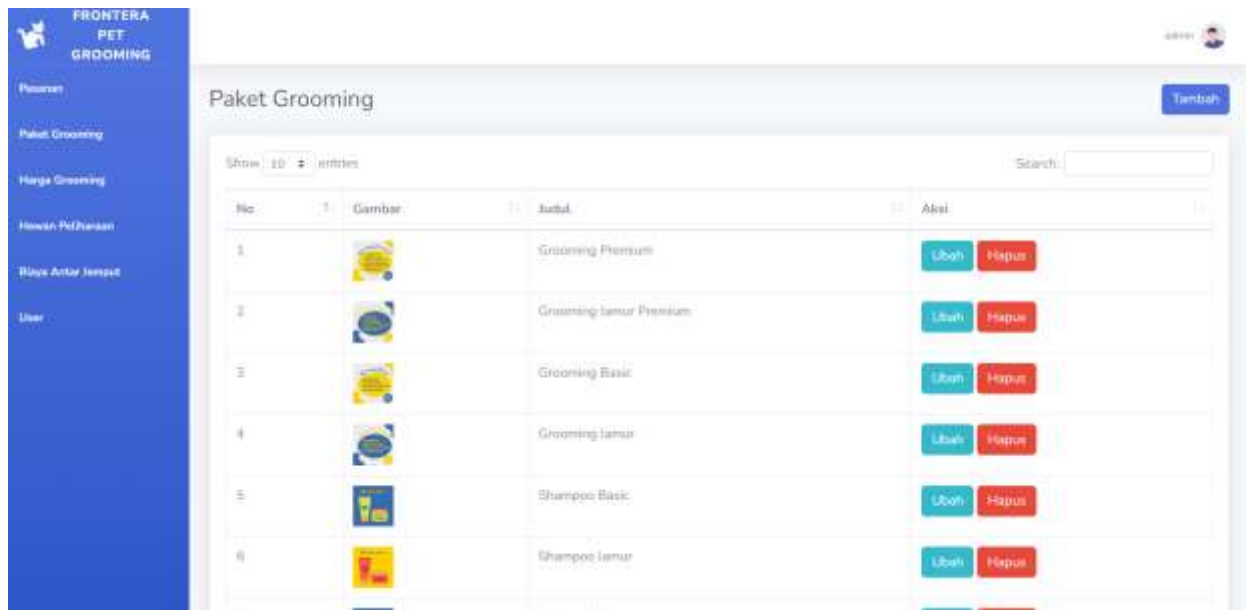 FRONTERA
PET
GROOMING
admin
Pesanan
Paket Grooming
Harga Grooming
Hewan Peliharaan
Biaya Antar Jemput
User
Paket Grooming
Tambah
Show 10 entries
Search:
No Gambar Judul Aksi
1 Grooming Premium Ubah Hapus
2 Grooming Jamur Premium Ubah Hapus
3 Grooming Basic Ubah Hapus
4 Grooming Jamur Ubah Hapus
5 Shampoo Basic Ubah Hapus
6 Shampoo Jamur Ubah Hapus